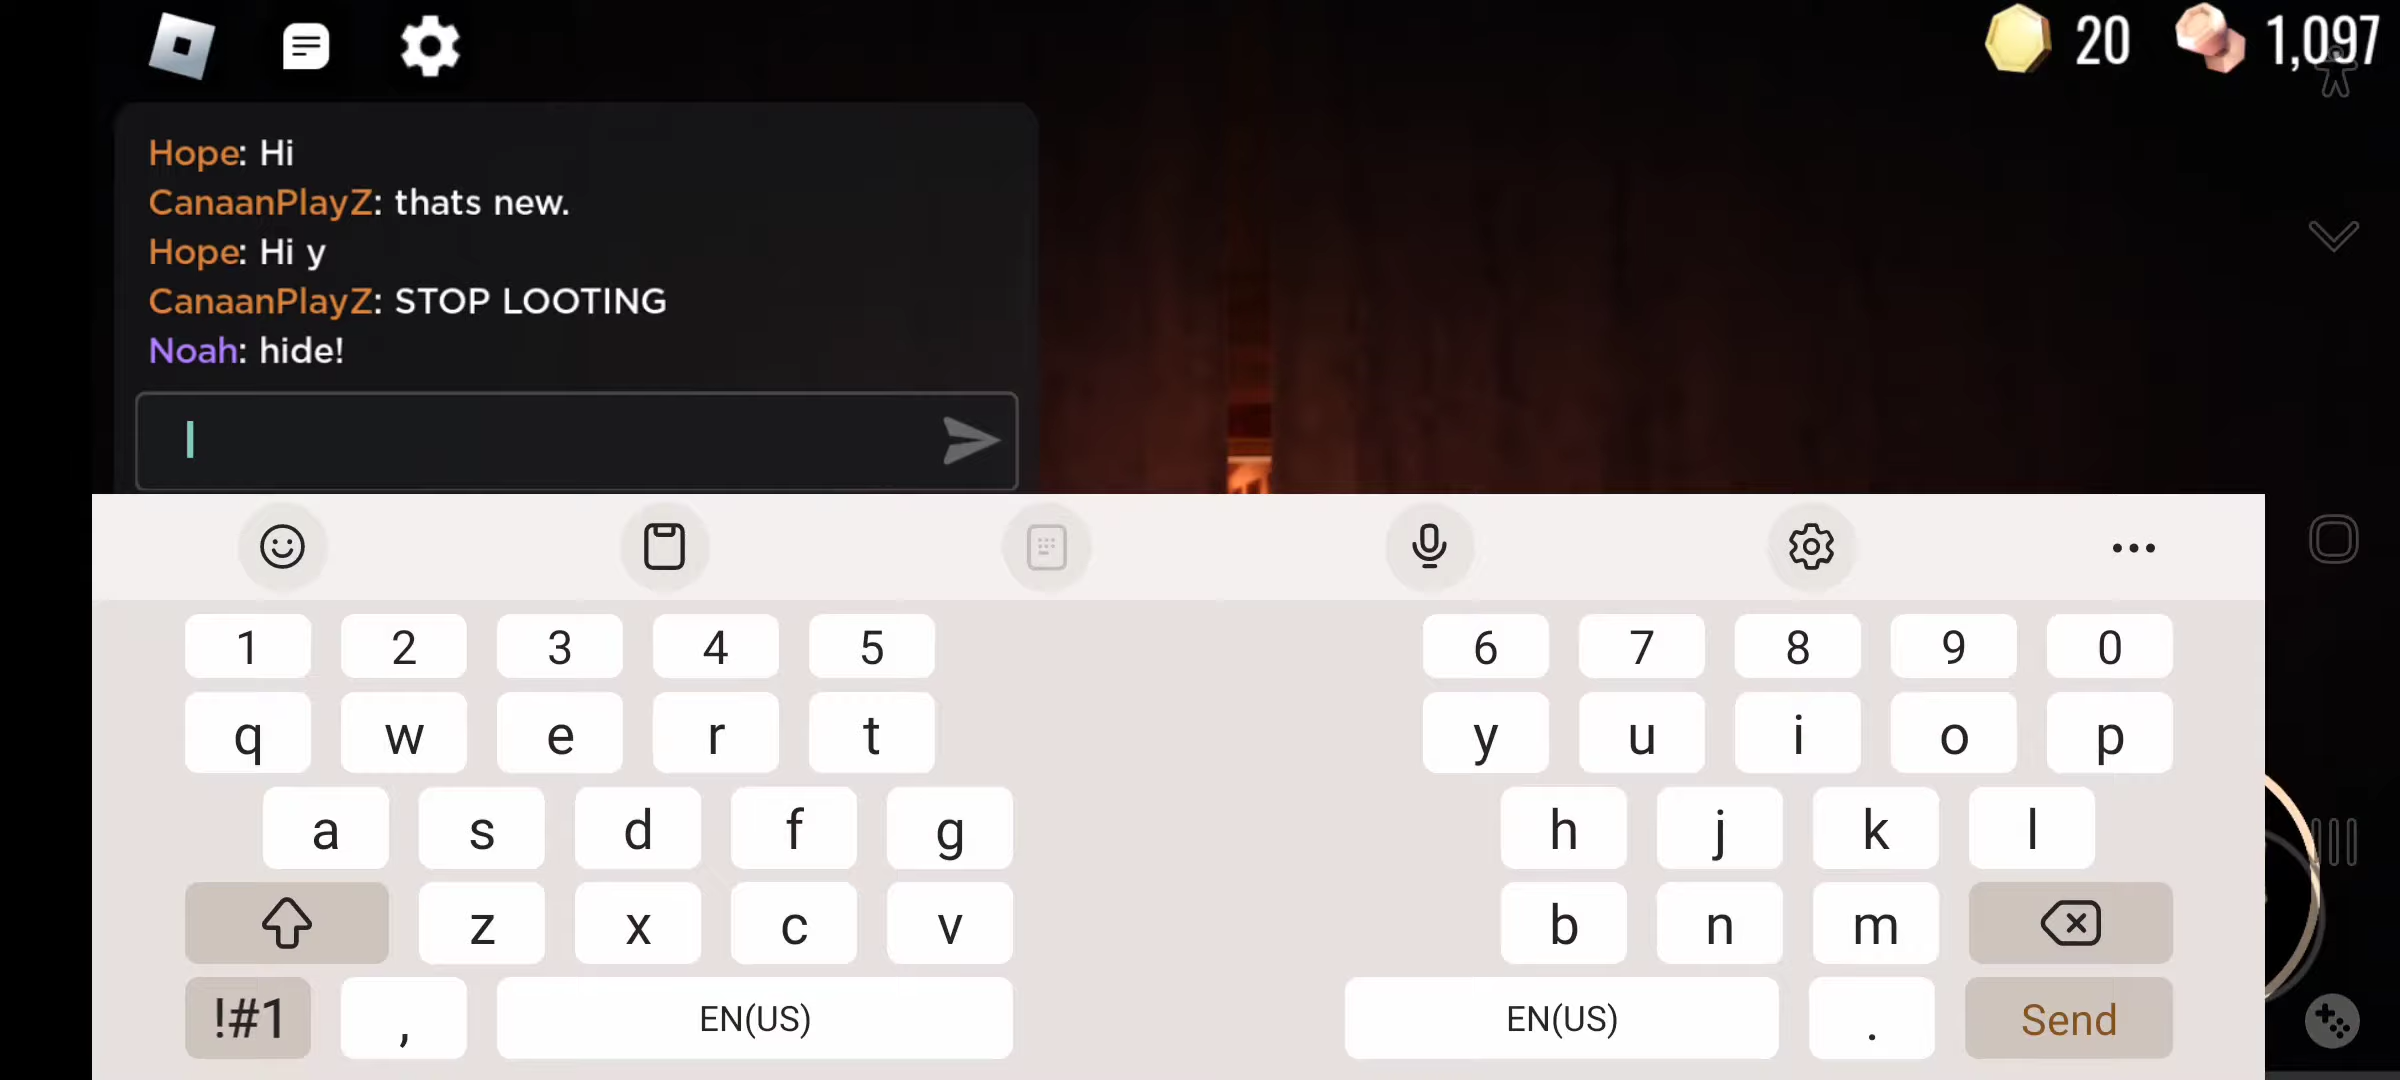 20 1,097
Hope: Hi
CanaanPlayZ: thats new.
Hope: Hi y
CanaanPlayZ: STOP LOOTING
Noah: hide!
1 2 3 4 5 6 7 8 9 0
q w e r t y u i o p
a s d f g h j k l
z x c v b n m
!#1 , EN(US) EN(US) . Send